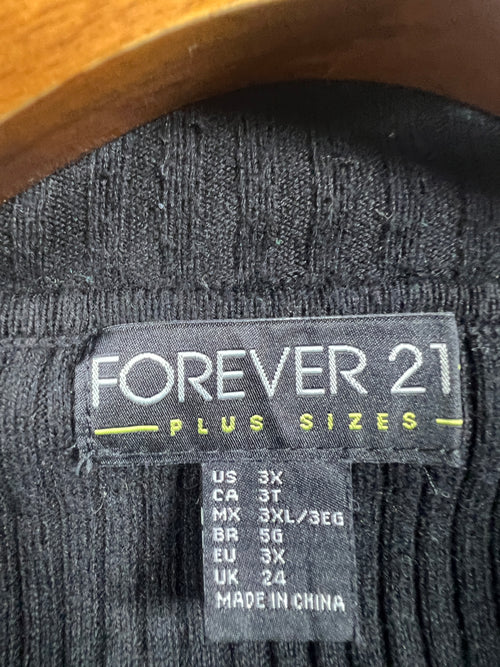 FOREVER 21
PLUS SIZES
US 3X
CA 3T
MX 3XL/3EG
BR 5G
EU 3X
UK 24
MADE IN CHINA